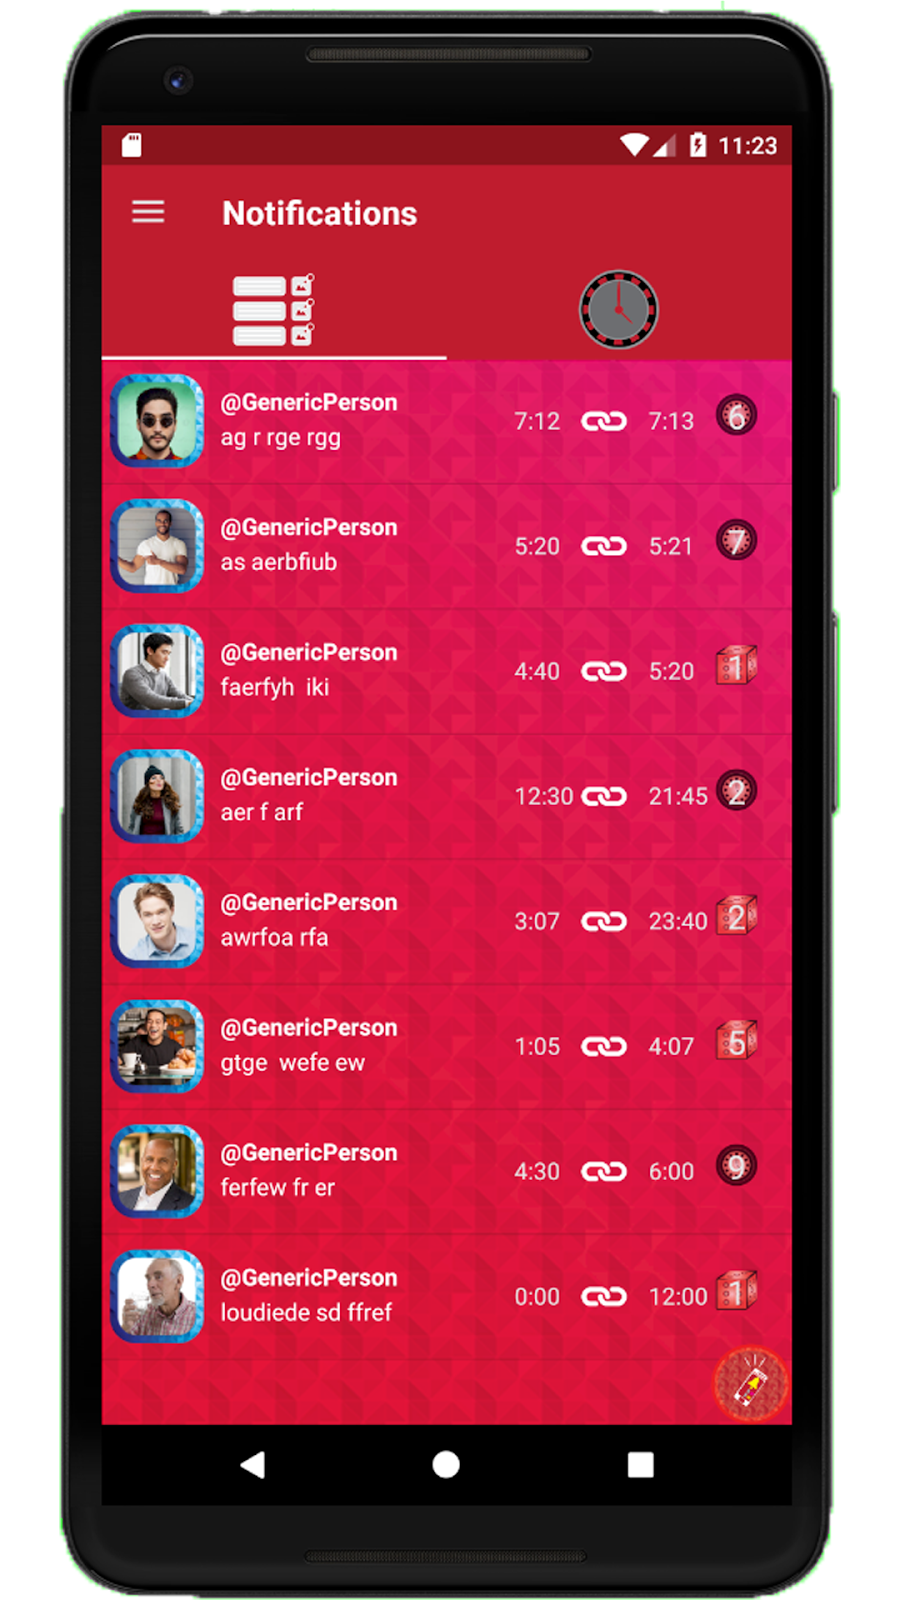 11:23
Notifications
@GenericPerson
ag r rge rgg
7:12 7:13 6
@GenericPerson
as aerbfiub
5:20 5:21 7
@GenericPerson
faerfyh  iki
4:40 5:20 1
@GenericPerson
aer f arf
12:30 21:45 2
@GenericPerson
awrfoa rfa
3:07 23:40 2
@GenericPerson
gtge  wefe ew
1:05 4:07 5
@GenericPerson
ferfew fr er
4:30 6:00 9
@GenericPerson
loudiede sd ffref
0:00 12:00 1